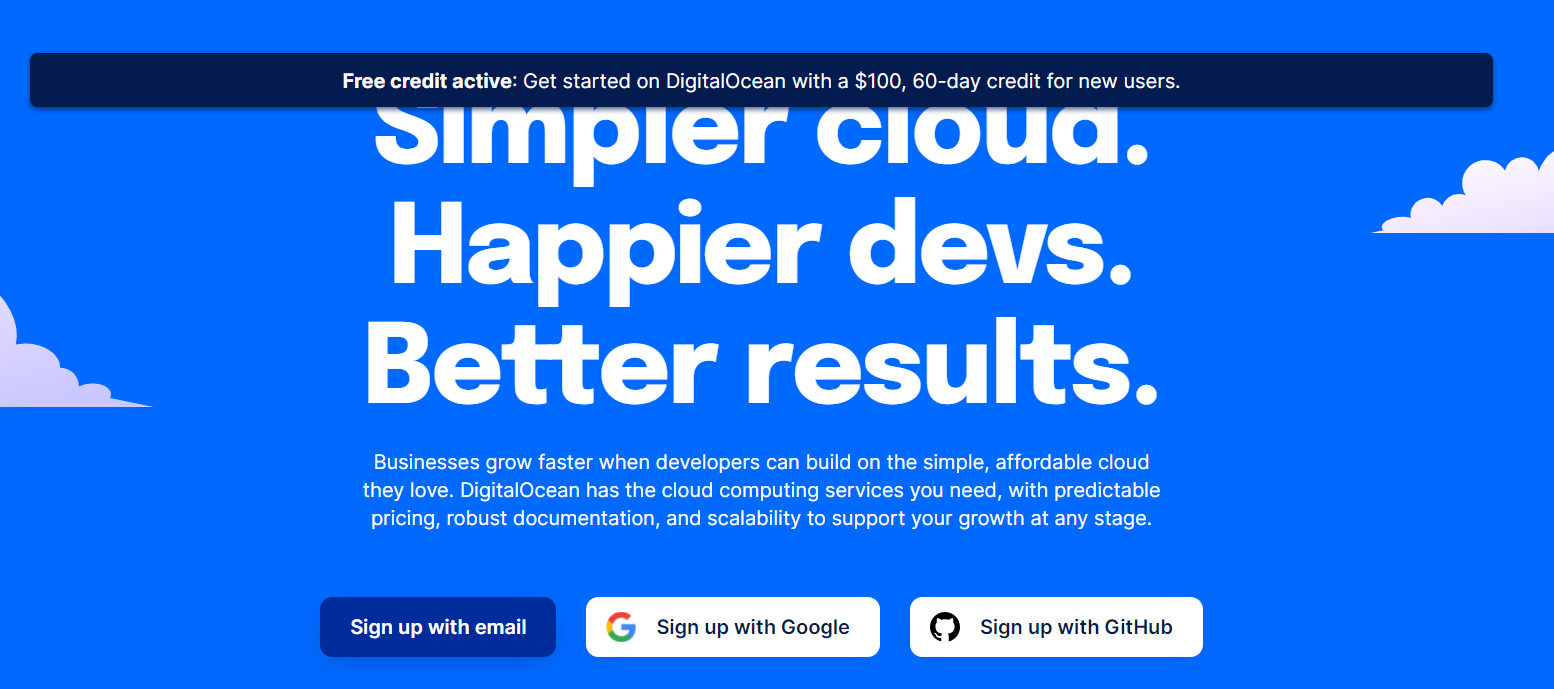 Free credit active: Get started on DigitalOcean with a $100, 60-day credit for new users.
Simpler cloud.
Happier devs.
Better results.
Businesses grow faster when developers can build on the simple, affordable cloud
they love. DigitalOcean has the cloud computing services you need, with predictable
pricing, robust documentation, and scalability to support your growth at any stage.
Sign up with email
Sign up with Google
Sign up with GitHub